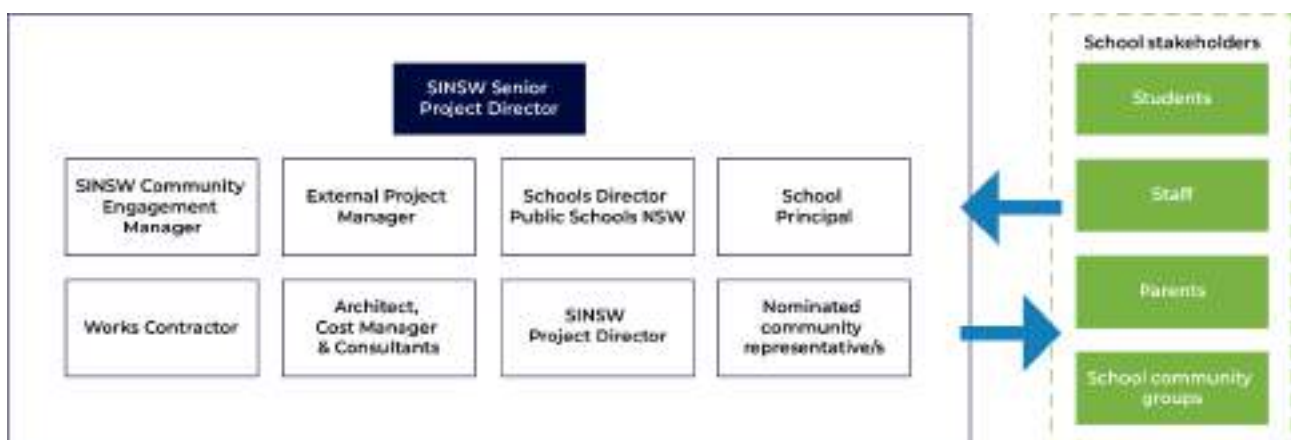 School stakeholders
SINSW Senior
Project Director
Students
SINSW Community
Engagement
Manager
External Project
Manager
Schools Director
Public Schools NSW
School
Principal
Staff
Works Contractor
Architect,
Cost Manager
& Consultants
SINSW
Project Director
Nominated
community
representative/s
Parents
School community
groups